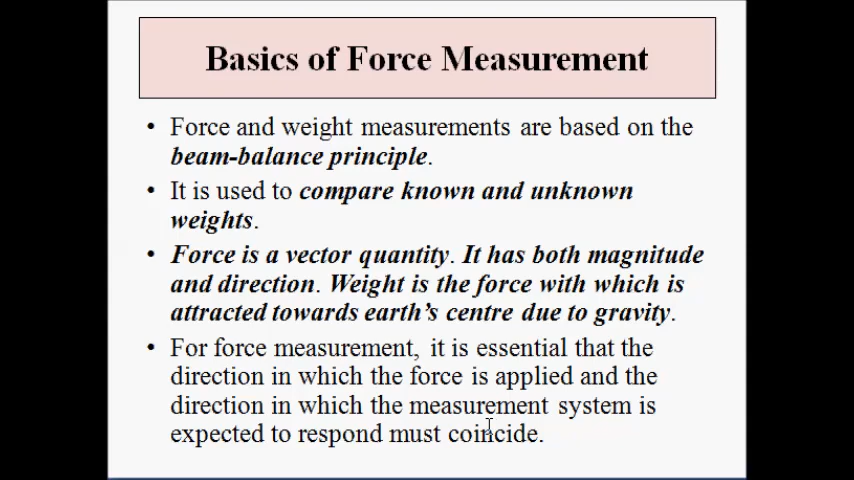 Basics of Force Measurement
• Force and weight measurements are based on the
beam-balance principle.
• It is used to compare known and unknown
weights.
• Force is a vector quantity. It has both magnitude
and direction. Weight is the force with which is
attracted towards earth's centre due to gravity.
• For force measurement, it is essential that the
direction in which the force is applied and the
direction in which the measurement system is
expected to respond must coincide.